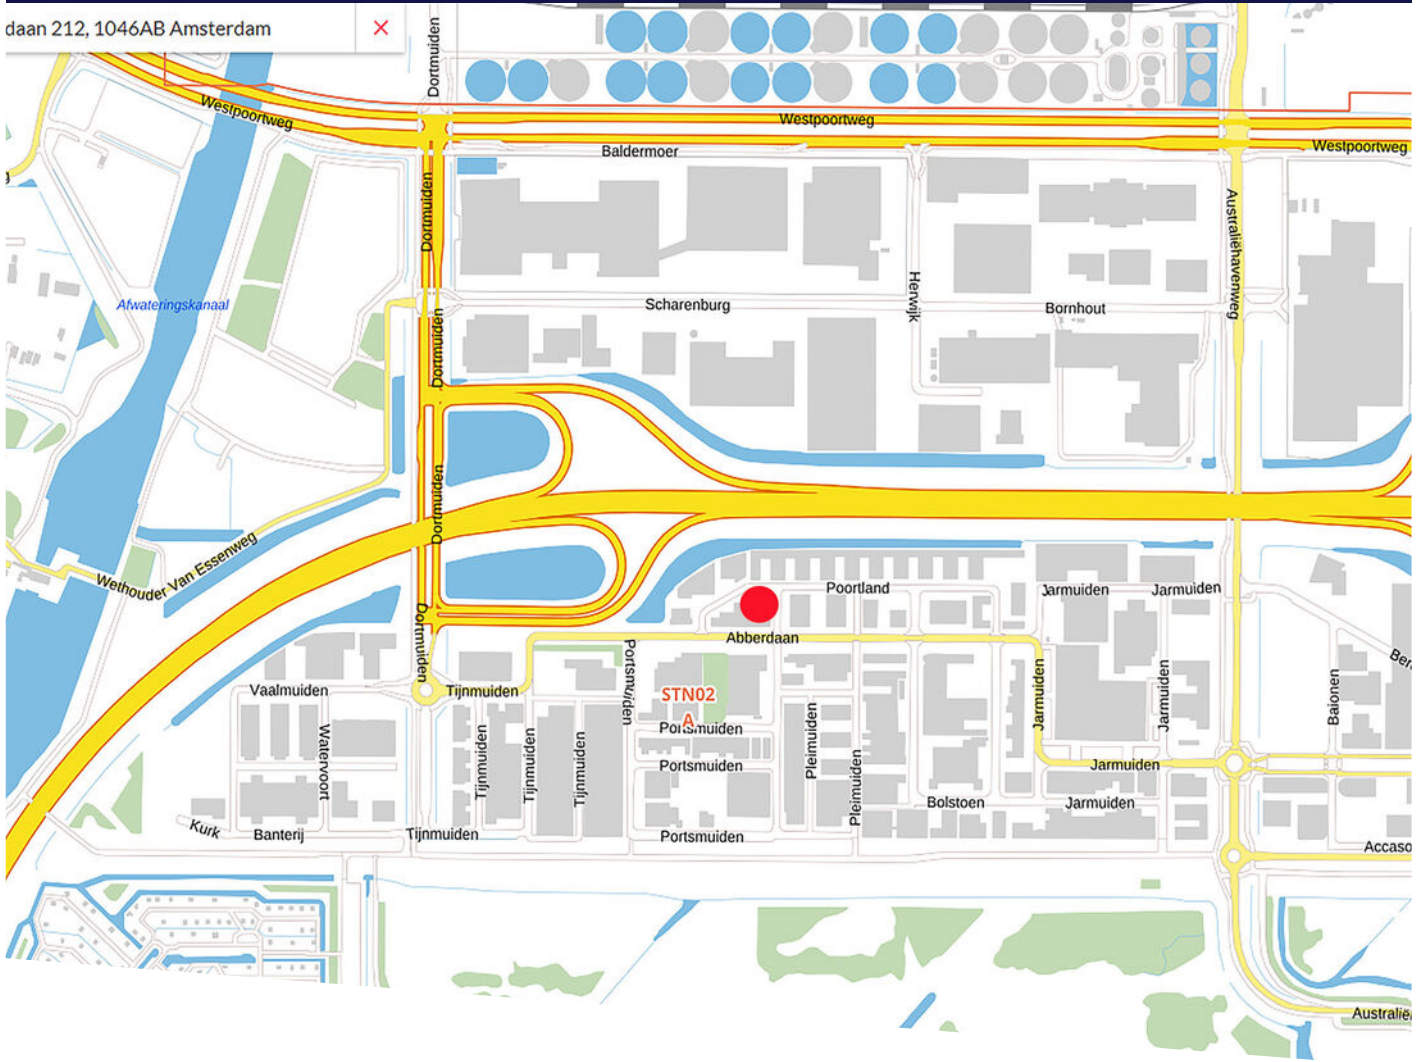 daan 212, 1046AB Amsterdam
Dortmuiden
Westpoortweg
Westpoortweg
Westpoortweg
Baldermoer
Dortmuiden
Australiëhavenweg
Afwateringskanaal
Scharenburg
Herwijk
Bornhout
Dortmuiden
Dortmuiden
Wethouder Van Essenweg
Poortland
Jarmuiden
Jarmuiden
Dortmuiden
Abberdaan
Portsmuiden
Vaalmuiden
Tijnmuiden
STN02
A
Jarmuiden
Jarmuiden
Baionen
Portsmuiden
Watervoort
Tijnmuiden
Tijnmuiden
Tijnmuiden
Pleimuiden
Pleimuiden
Portsmuiden
Jarmuiden
Bolstoen
Jarmuiden
Kurk
Banterij
Tijnmuiden
Portsmuiden
Accaso
Australië